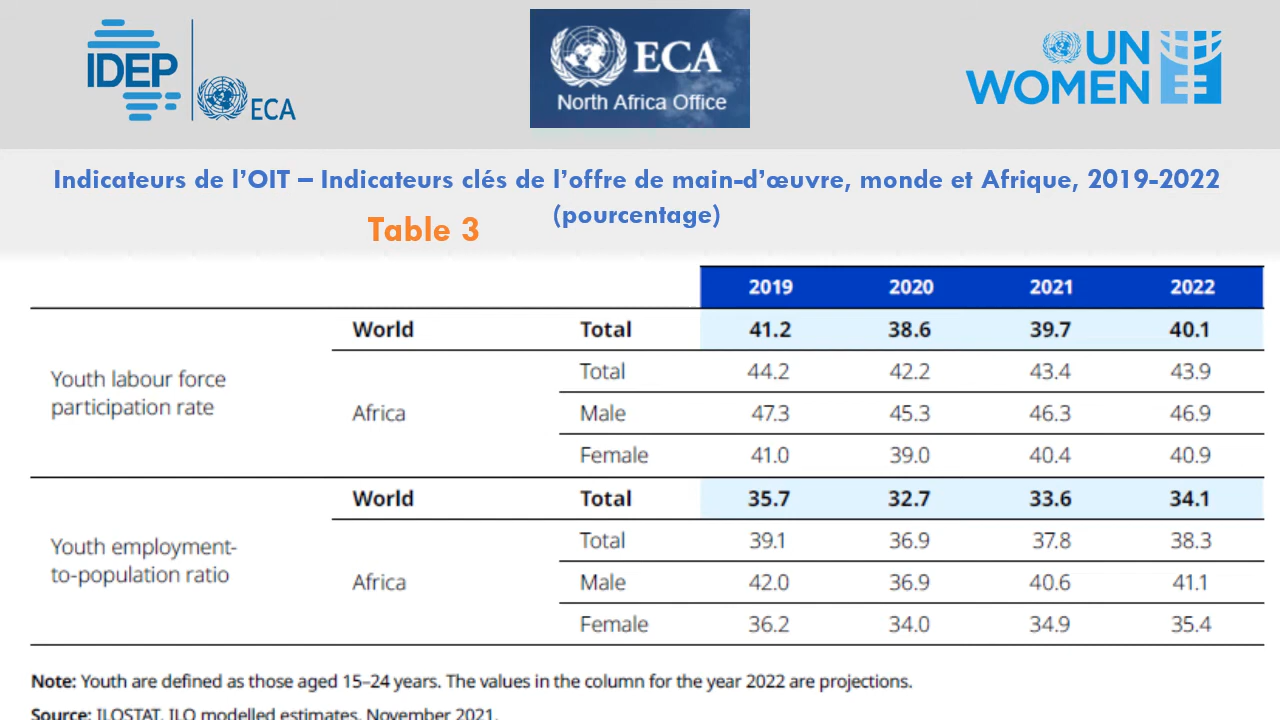 IDEP
ECA
ECA
North Africa Office
UN
WOMEN
Indicateurs de l’OIT – Indicateurs clés de l’offre de main-d’œuvre, monde et Afrique, 2019-2022
(pourcentage)
Table 3
2019 2020 2021 2022
World Total 41.2 38.6 39.7 40.1
Youth labour force
participation rate
Africa
Total 44.2 42.2 43.4 43.9
Male 47.3 45.3 46.3 46.9
Female 41.0 39.0 40.4 40.9
World Total 35.7 32.7 33.6 34.1
Youth employment-
to-population ratio
Africa
Total 39.1 36.9 37.8 38.3
Male 42.0 36.9 40.6 41.1
Female 36.2 34.0 34.9 35.4
Note: Youth are defined as those aged 15–24 years. The values in the column for the year 2022 are projections.
Source: ILOSTAT, ILO modelled estimates, November 2021.